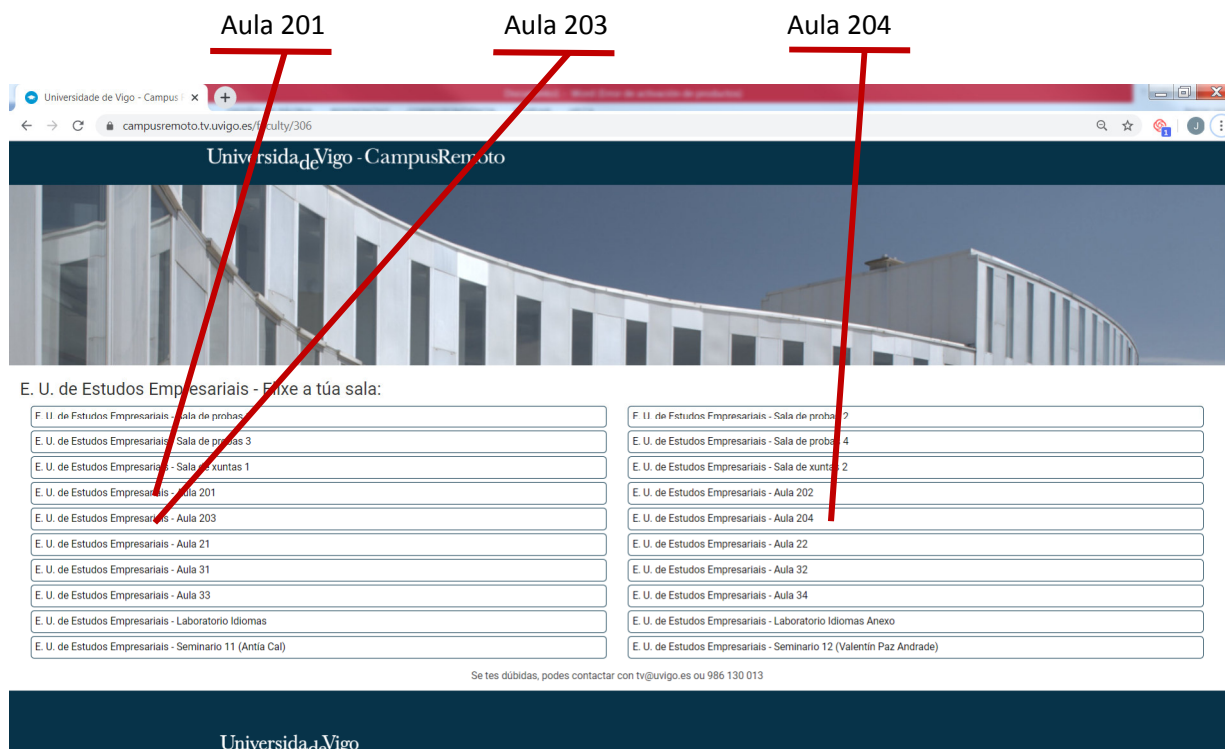 Aula 201 Aula 203 Aula 204
Universidade de Vigo - Campus
campusremoto.tv.uvigo.es/faculty/306
J
1
UniversidadeVigo - CampusRemoto
E. U. de Estudos Empresariais - Elixe a túa sala:
E. U. de Estudos Empresariais - Sala de probas
E. U. de Estudos Empresariais - Sala de probas 2
E. U. de Estudos Empresariais - Sala de probas 3
E. U. de Estudos Empresariais - Sala de probas 4
E. U. de Estudos Empresariais - Sala de xuntas 1
E. U. de Estudos Empresariais - Sala de xuntas 2
E. U. de Estudos Empresariais - Aula 201
E. U. de Estudos Empresariais - Aula 202
E. U. de Estudos Empresariais - Aula 203
E. U. de Estudos Empresariais - Aula 204
E. U. de Estudos Empresariais - Aula 21
E. U. de Estudos Empresariais - Aula 22
E. U. de Estudos Empresariais - Aula 31
E. U. de Estudos Empresariais - Aula 32
E. U. de Estudos Empresariais - Aula 33
E. U. de Estudos Empresariais - Aula 34
E. U. de Estudos Empresariais - Laboratorio Idiomas
E. U. de Estudos Empresariais - Laboratorio Idiomas Anexo
E. U. de Estudos Empresariais - Seminario 11 (Antía Cal)
E. U. de Estudos Empresariais - Seminario 12 (Valentín Paz Andrade)
Se tes dúbidas, podes contactar con tv@uvigo.es ou 986 130 013
UniversidadeVigo